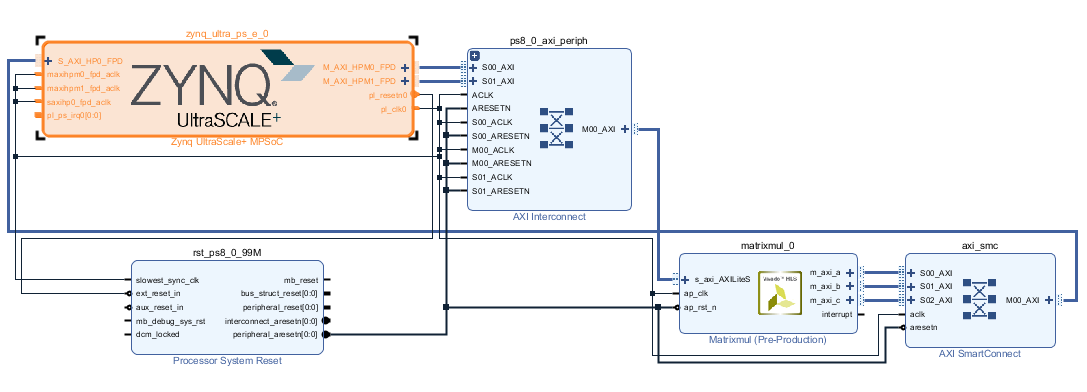 zynq_ultra_ps_e_0
S_AXI_HP0_FPD
maxihpm0_fpd_aclk
maxihpm1_fpd_aclk
saxihp0_fpd_aclk
pl_ps_irq0[0:0]
ZYNQ
UltraSCALE+
M_AXI_HPM0_FPD
M_AXI_HPM1_FPD
pl_resetn0
pl_clk0
Zynq UltraScale+ MPSoC
ps8_0_axi_periph
S00_AXI
S01_AXI
ACLK
ARESETN
S00_ACLK
S00_ARESETN
M00_ACLK
M00_ARESETN
S01_ACLK
S01_ARESETN
M00_AXI
AXI Interconnect
rst_ps8_0_99M
slowest_sync_clk
ext_reset_in
aux_reset_in
mb_debug_sys_rst
dcm_locked
mb_reset
bus_struct_reset[0:0]
peripheral_reset[0:0]
interconnect_aresetn[0:0]
peripheral_aresetn[0:0]
Processor System Reset
matrixmul_0
s_axi_AXILiteS
ap_clk
ap_rst_n
vivado HLS
m_axi_a
m_axi_b
m_axi_c
interrupt
Matrixmul (Pre-Production)
axi_smc
S00_AXI
S01_AXI
S02_AXI
aclk
aresetn
M00_AXI
AXI SmartConnect